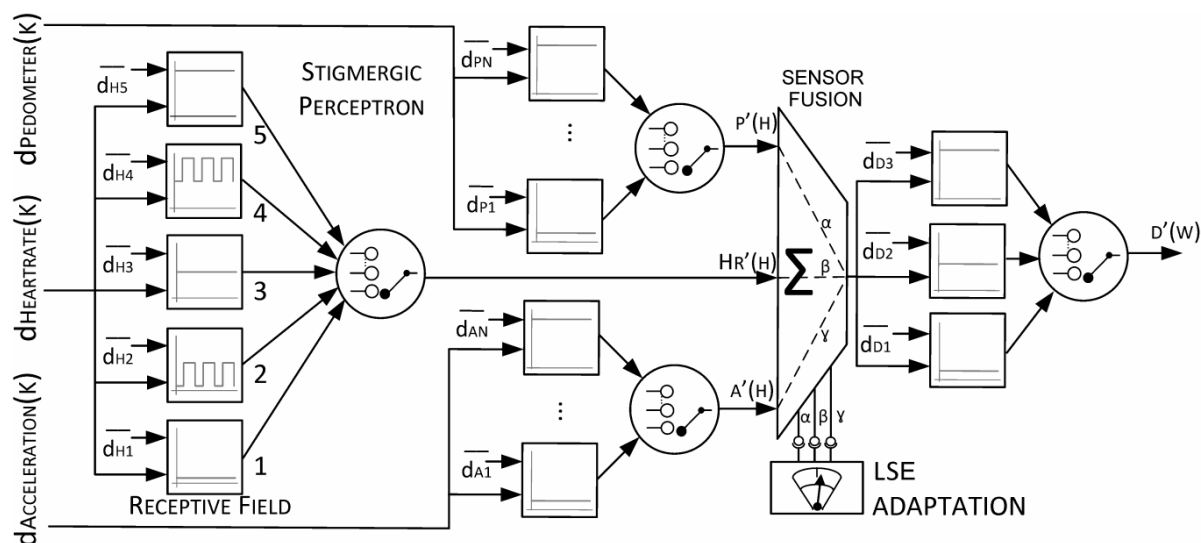 dPEDOMETER(K)
dHEARTRATE(K)
dACCELERATION(K)
dH5
dH4
dH3
dH2
dH1
5
4
3
2
1
RECEPTIVE FIELD
STIGMERGIC
PERCEPTRON
dPN
...
dP1
dAN
...
dA1
P'(H)
HR'(H)
A'(H)
SENSOR
FUSION
Σ
α
β
γ
α β γ
LSE
ADAPTATION
dD3
dD2
dD1
D'(W)